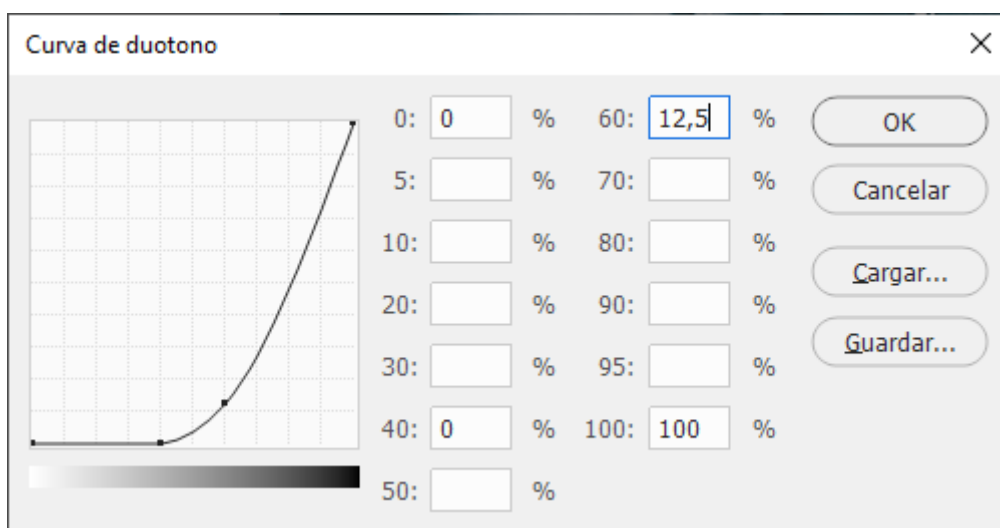 Curva de duotono
0: 0 % 60: 12,5 % OK
5: % 70: % Cancelar
10: % 80: %
20: % 90: % Cargar...
30: % 95: % Guardar...
40: 0 % 100: 100 %
50: %